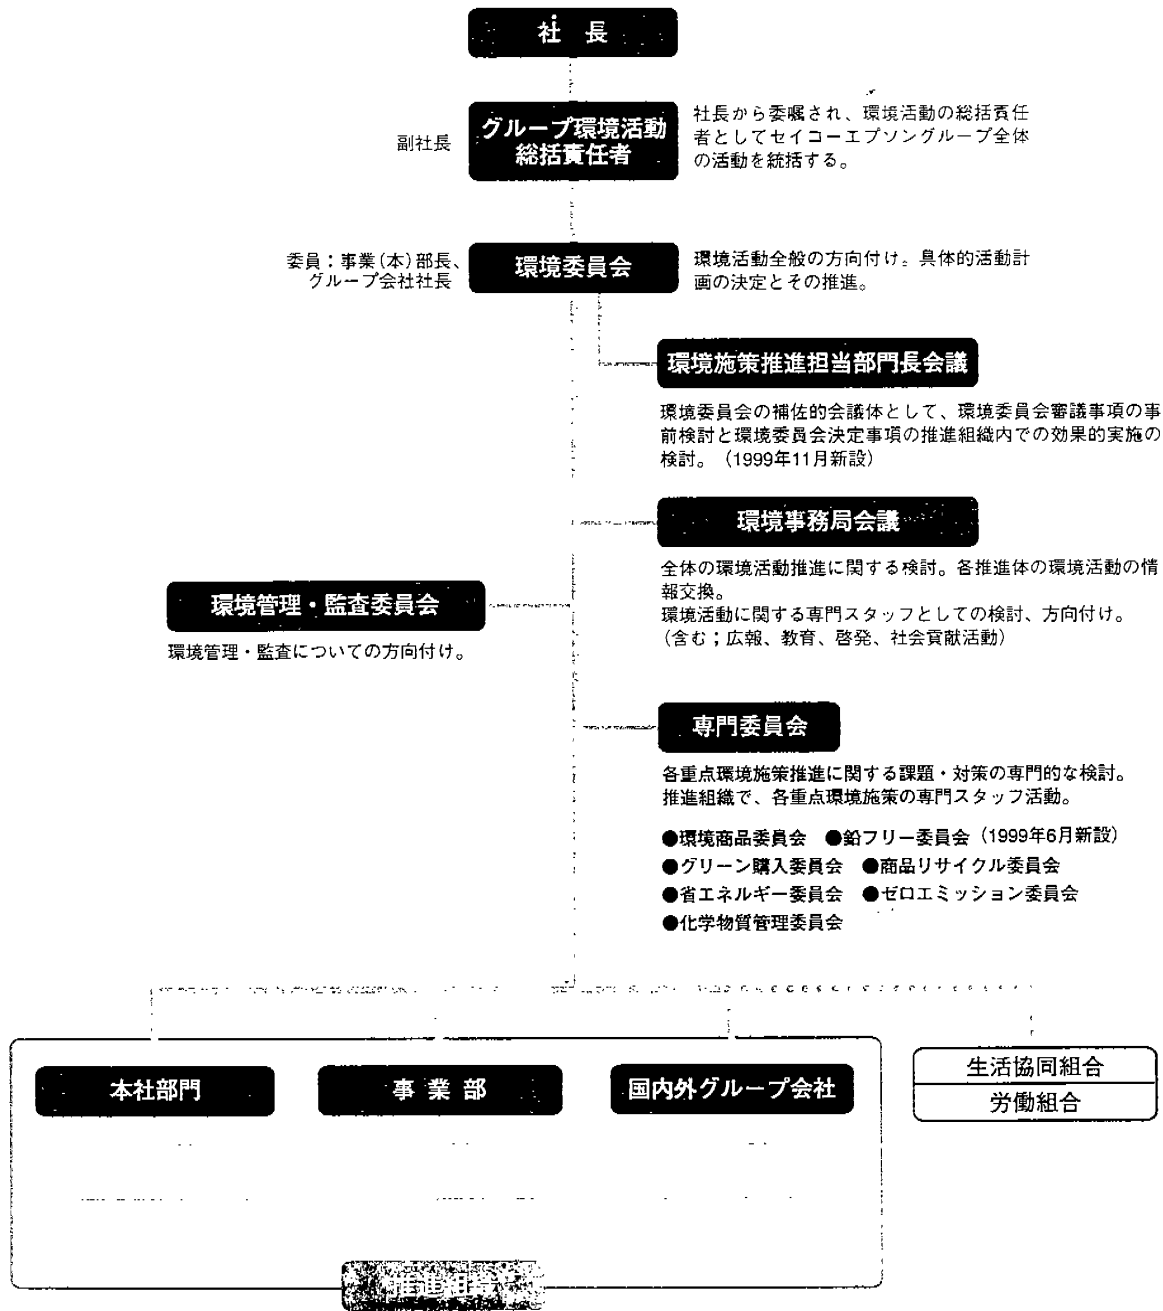 社 長
副社長
グループ環境活動
総括責任者
社長から委嘱され、環境活動の総括責任
者としてセイコーエプソングループ全体
の活動を統括する。
委員：事業(本)部長、
グループ会社社長
環境委員会
環境活動全般の方向付け。具体的活動計
画の決定とその推進。
環境施策推進担当部門長会議
環境委員会の補佐的会議体として、環境委員会審議事項の事
前検討と環境委員会決定事項の推進組織内での効果的実施の
検討。（1999年11月新設）
環境事務局会議
全体の環境活動推進に関する検討。各推進体の環境活動の情
報交換。
環境活動に関する専門スタッフとしての検討、方向付け。
（含む；広報、教育、啓発、社会貢献活動）
環境管理・監査委員会
環境管理・監査についての方向付け。
専門委員会
各重点環境施策推進に関する課題・対策の専門的な検討。
推進組織で、各重点環境施策の専門スタッフ活動。
●環境商品委員会 ●鉛フリー委員会（1999年6月新設）
●グリーン購入委員会 ●商品リサイクル委員会
●省エネルギー委員会 ●ゼロエミッション委員会
●化学物質管理委員会
本社部門
事 業 部
国内外グループ会社
生活協同組合
労働組合
推進組織